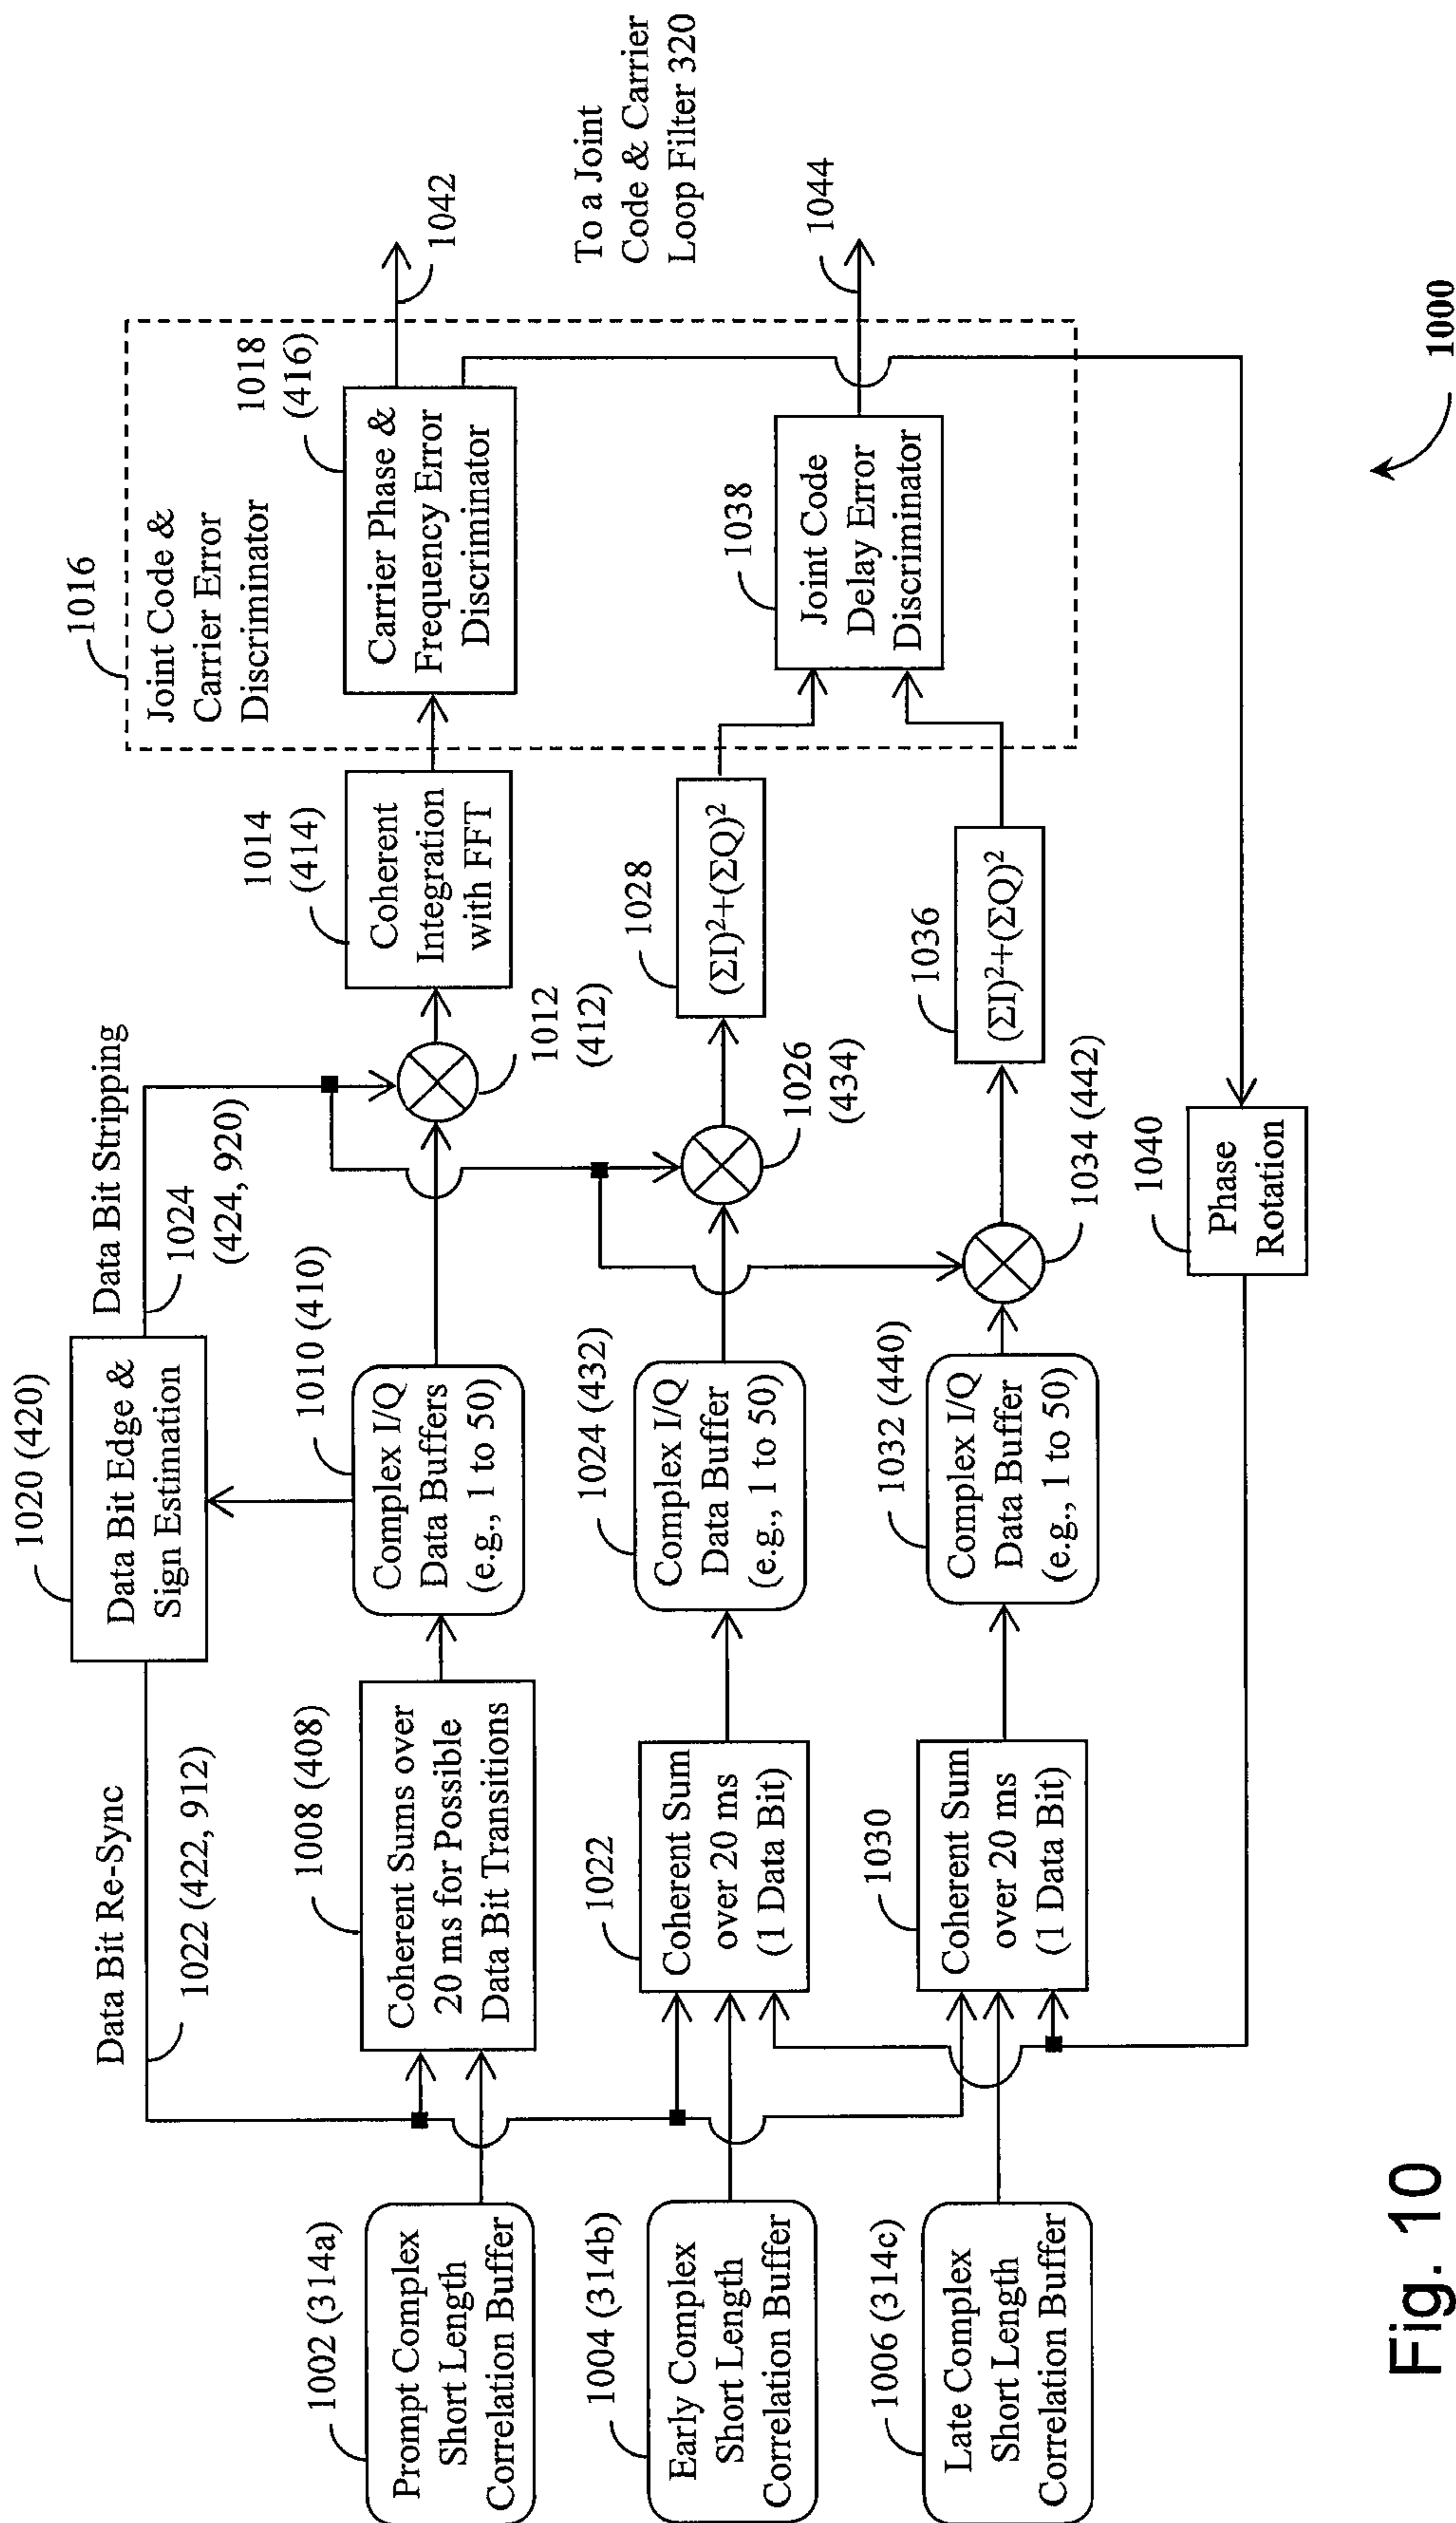 1016
Joint Code &
Carrier Error
Discriminator
1018
(416)
Carrier Phase &
Frequency Error
Discriminator
1042
To a Joint
Code & Carrier
Loop Filter 320
1038
Joint Code
Delay Error
Discriminator
1044
1020 (420)
Data Bit Edge &
Sign Estimation
Data Bit Stripping
1024
(424, 920)
Data Bit Re-Sync
1022 (422, 912)
1002 (314a)
Prompt Complex
Short Length
Correlation Buffer
1008 (408)
Coherent Sums over
20 ms for Possible
Data Bit Transitions
1010 (410)
Complex I/Q
Data Buffers
(e.g., 1 to 50)
1012
(412)
1014
(414)
Coherent
Integration
with FFT
1004 (314b)
Early Complex
Short Length
Correlation Buffer
1022
Coherent Sum
over 20 ms
(1 Data Bit)
1024 (432)
Complex I/Q
Data Buffer
(e.g., 1 to 50)
1026
(434)
1028
(ΣI)²+(ΣQ)²
1006 (314c)
Late Complex
Short Length
Correlation Buffer
1030
Coherent Sum
over 20 ms
(1 Data Bit)
1032 (440)
Complex I/Q
Data Buffer
(e.g., 1 to 50)
1034 (442)
1036
(ΣI)²+(ΣQ)²
1040
Phase
Rotation
1000
Fig. 10